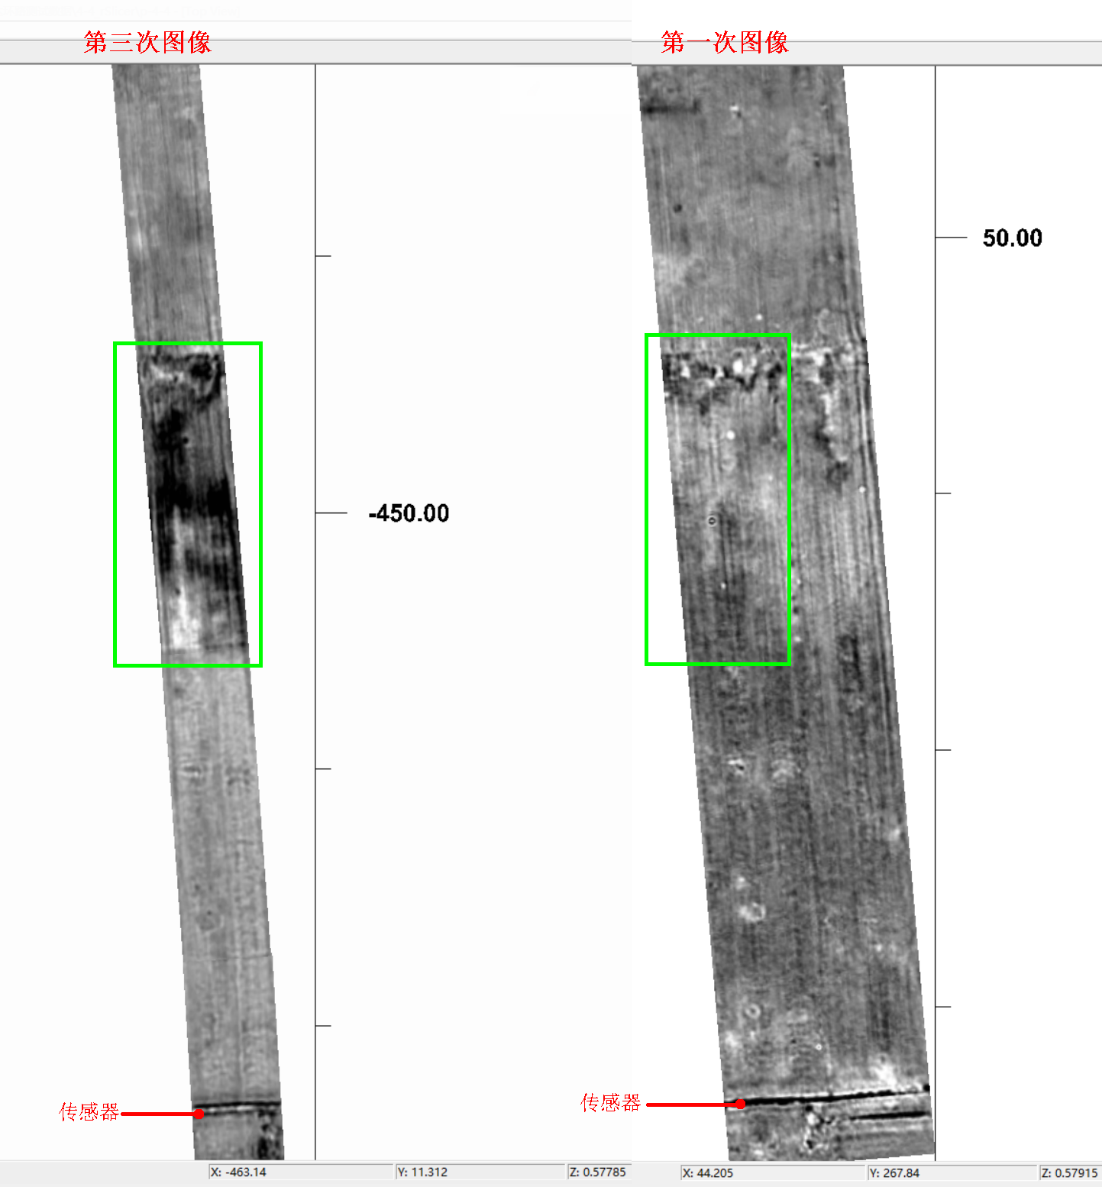 第三次图像
第一次图像
50.00
-450.00
传感器
传感器
X: -463.14
Y: 11.312
Z: 0.57785
X: 44.205
Y: 267.84
Z: 0.57915